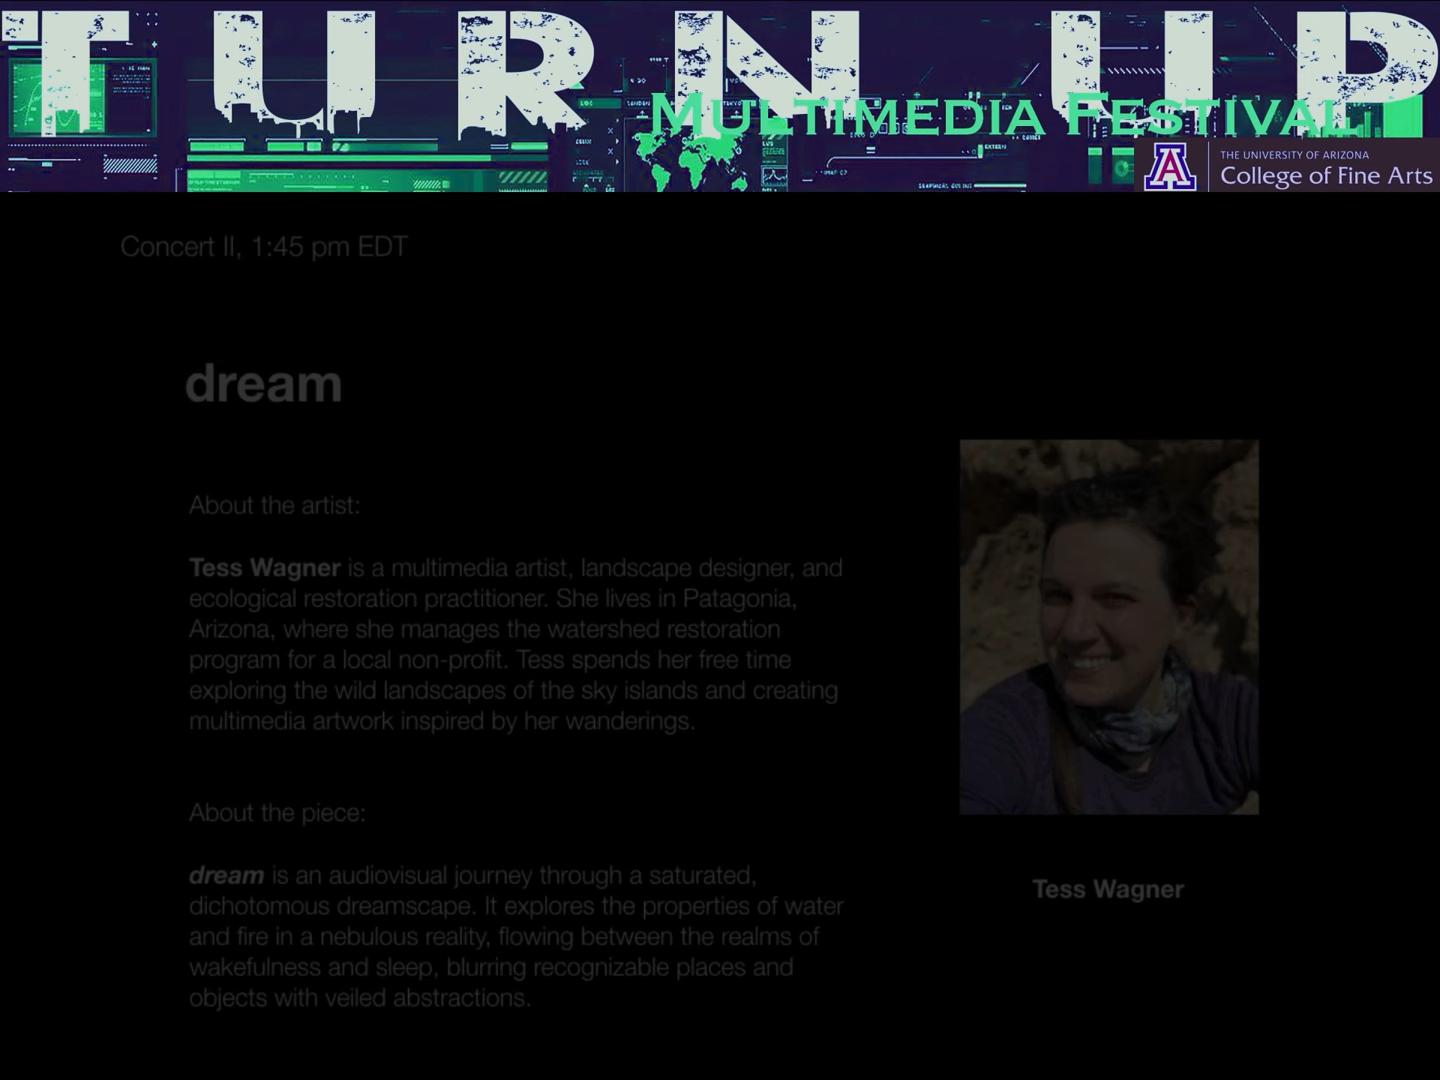 TURN UP
MULTIMEDIA FESTIVAL
THE UNIVERSITY OF ARIZONA
College of Fine Arts
Concert II, 1:45 pm EDT
dream
About the artist:
Tess Wagner is a multimedia artist, landscape designer, and
ecological restoration practitioner. She lives in Patagonia,
Arizona, where she manages the watershed restoration
program for a local non-profit. Tess spends her free time
exploring the wild landscapes of the sky islands and creating
multimedia artwork inspired by her wanderings.
About the piece:
dream is an audiovisual journey through a saturated,
dichotomous dreamscape. It explores the properties of water
and fire in a nebulous reality, flowing between the realms of
wakefulness and sleep, blurring recognizable places and
objects with veiled abstractions.
Tess Wagner